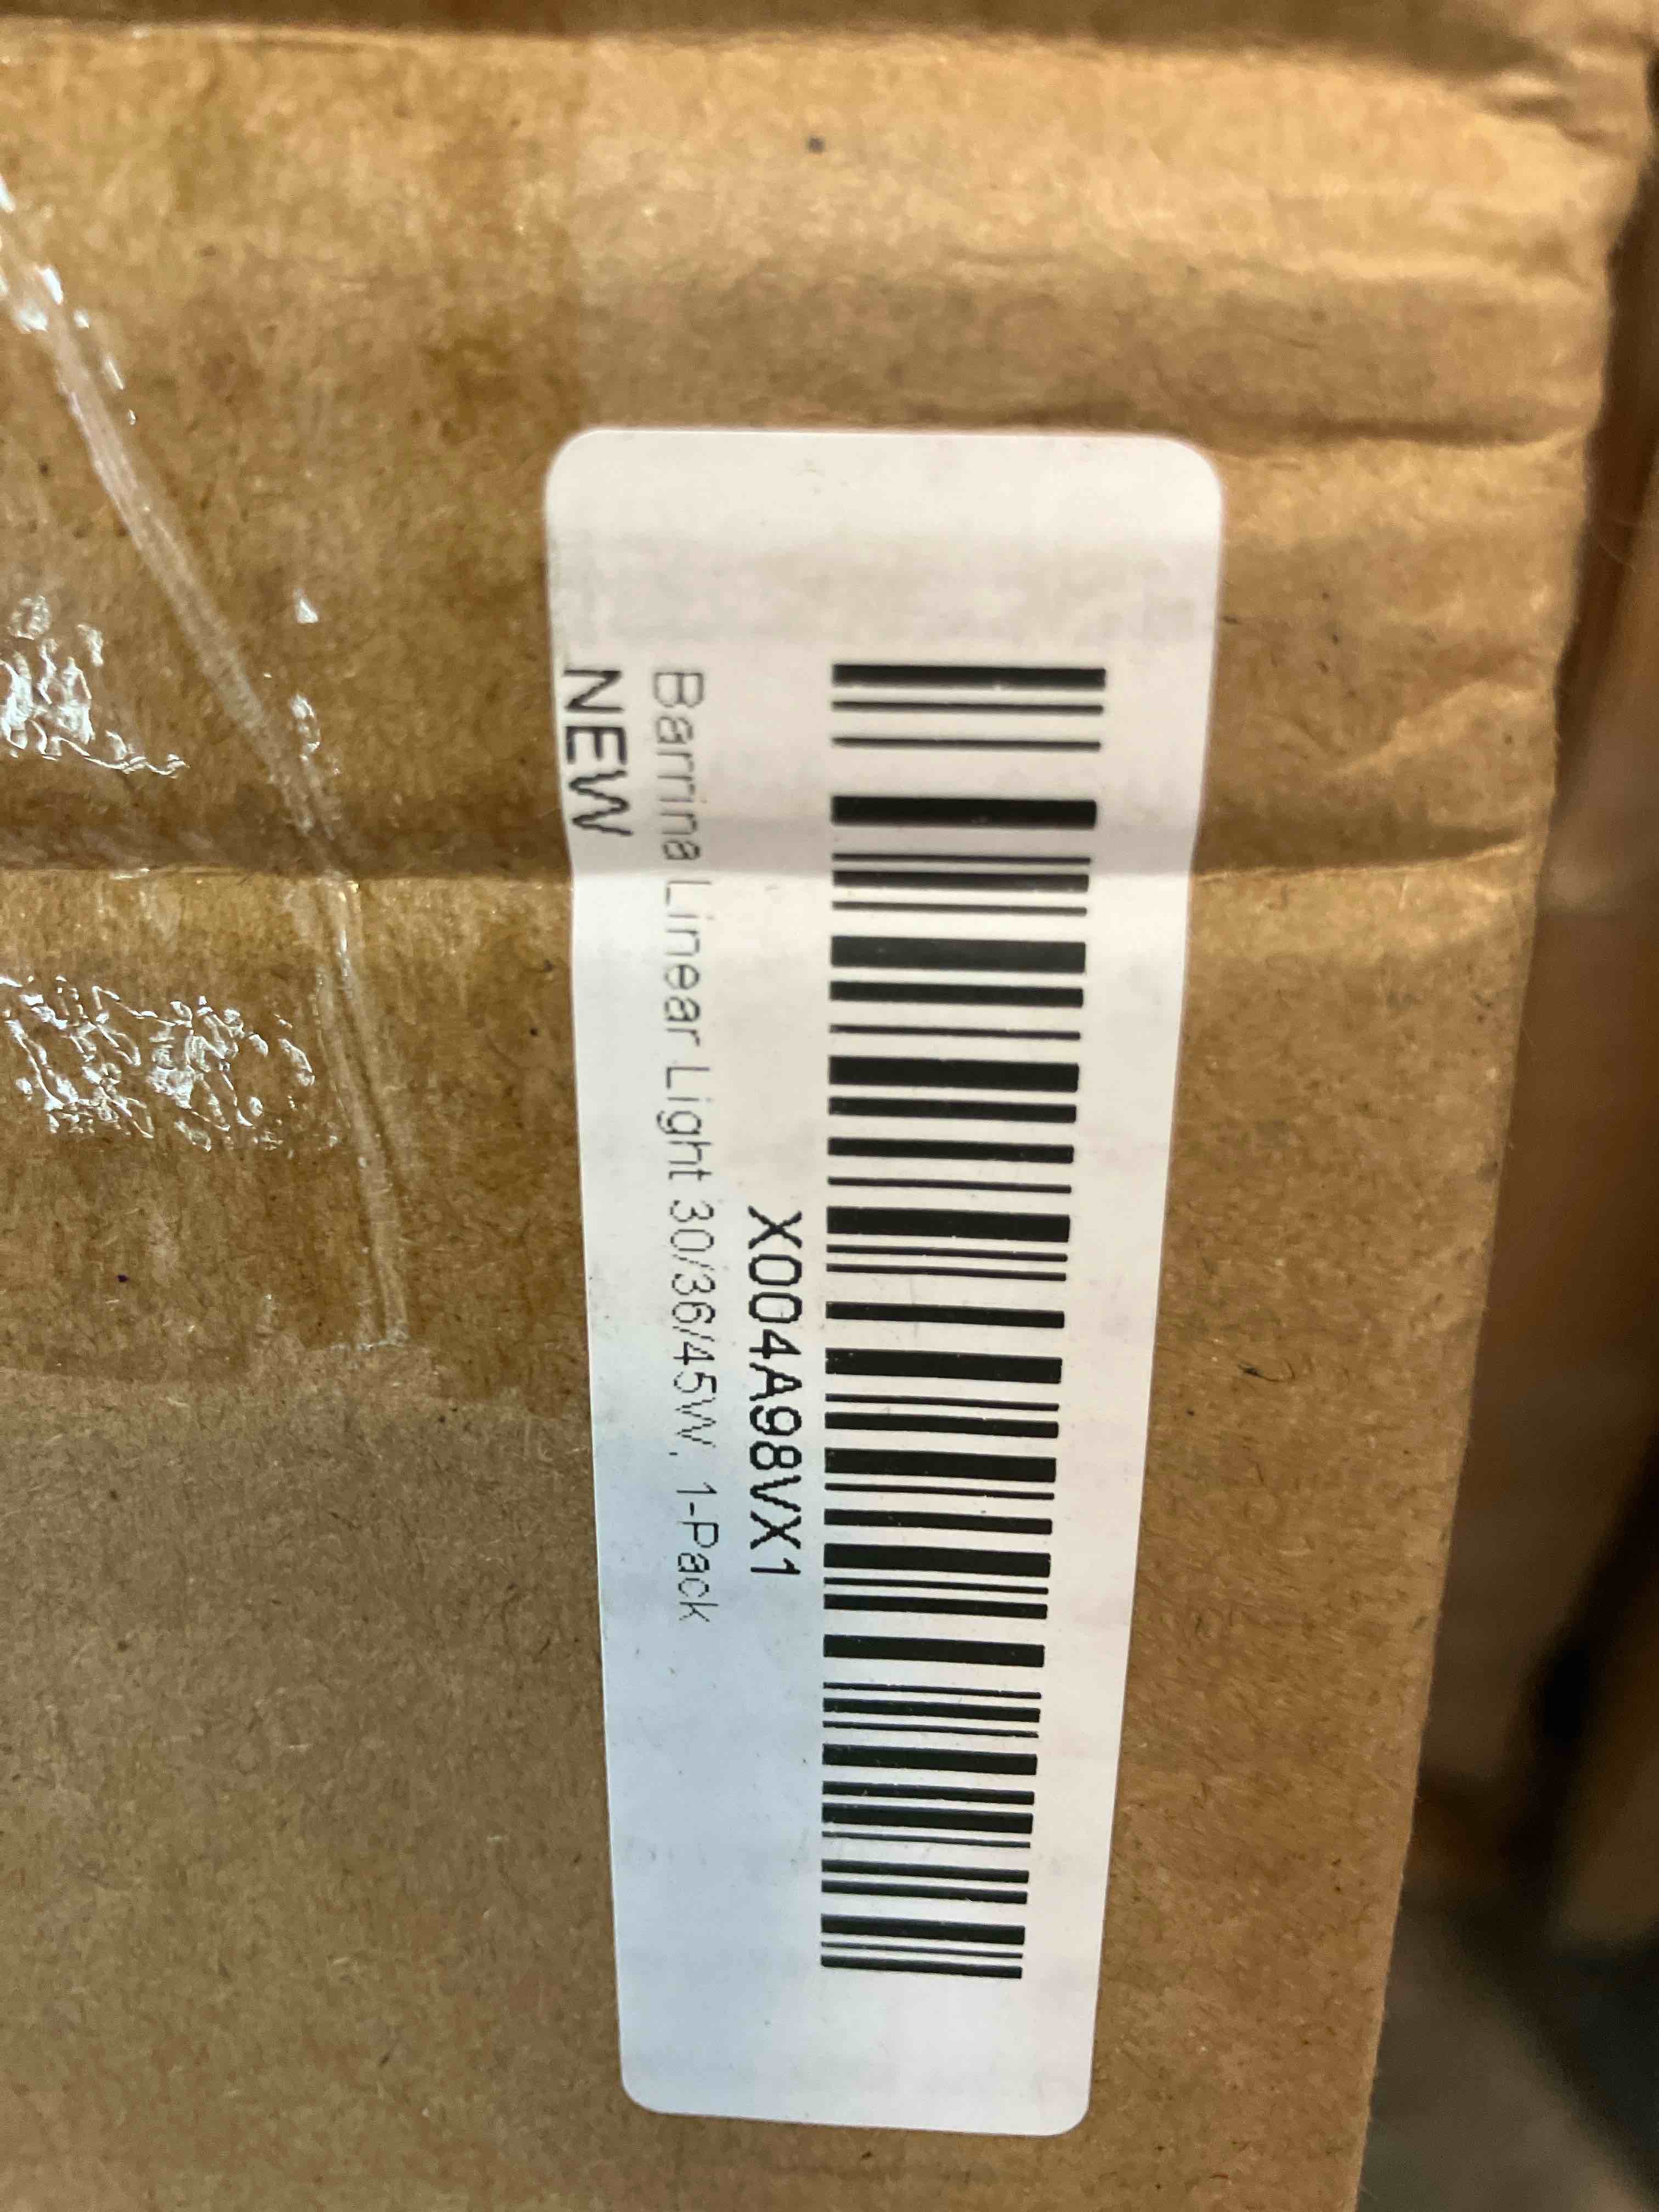 X004A98VX1
Barrina Linear Light 30/36/45W, 1-Pack
NEW